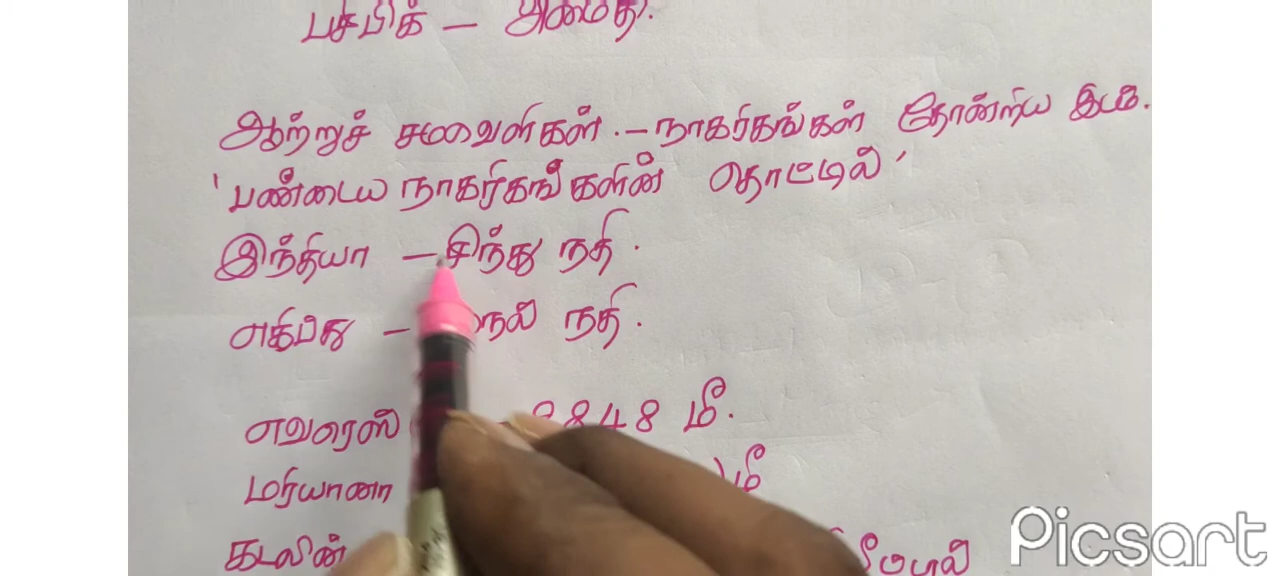 பசிபிக் – அமைதி.
ஆற்றுச் சமவெளிகள் . – நாகரிகங்கள் தோன்றிய இடம்.
' பண்டைய நாகரிகங்களின் தொட்டில் '
இந்தியா – சிந்து நதி .
எகிப்து – நைல் நதி .
எவரெஸ் 8848 மீ.
மரியானா மீ
கடலின்
Picsart